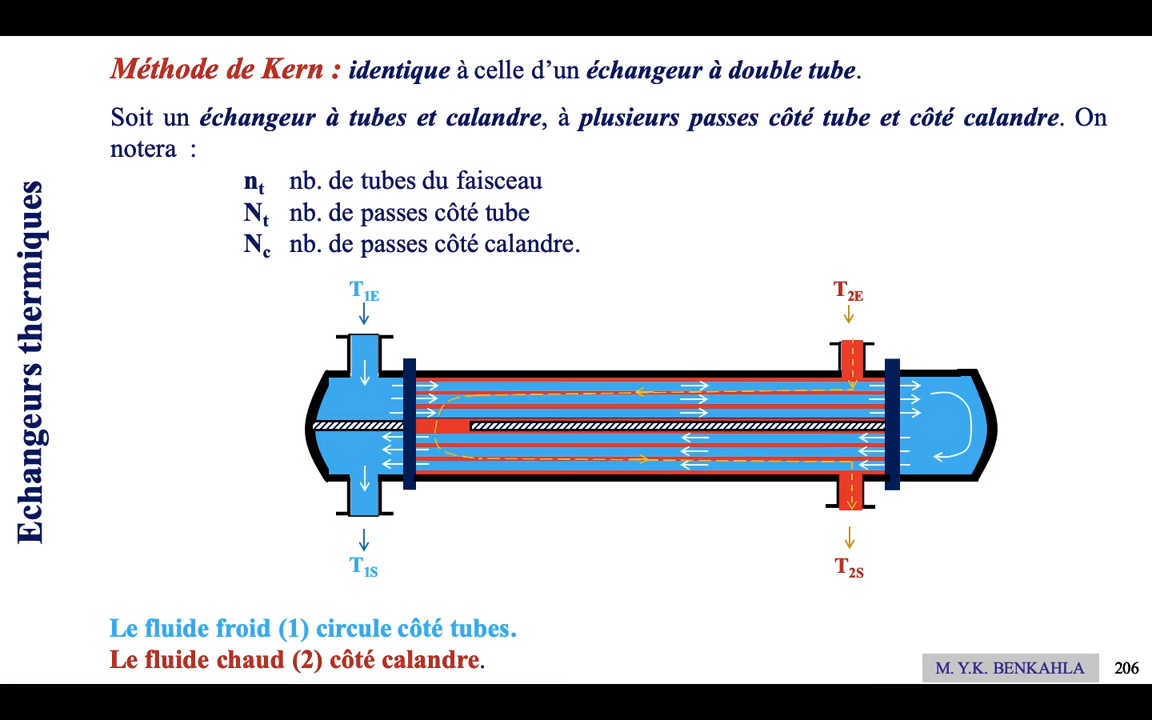 Méthode de Kern : identique à celle d’un échangeur à double tube.
Soit un échangeur à tubes et calandre, à plusieurs passes côté tube et côté calandre. On
notera :
nt nb. de tubes du faisceau
Nt nb. de passes côté tube
Nc nb. de passes côté calandre.
Echangeurs thermiques
T1E
T2E
T1S
T2S
Le fluide froid (1) circule côté tubes.
Le fluide chaud (2) côté calandre.
M. Y.K. BENKAHLA
206